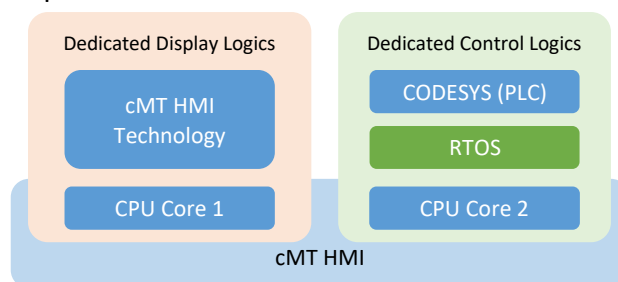 Dedicated Display Logics
cMT HMI
Technology
CPU Core 1
Dedicated Control Logics
CODESYS (PLC)
RTOS
CPU Core 2
cMT HMI